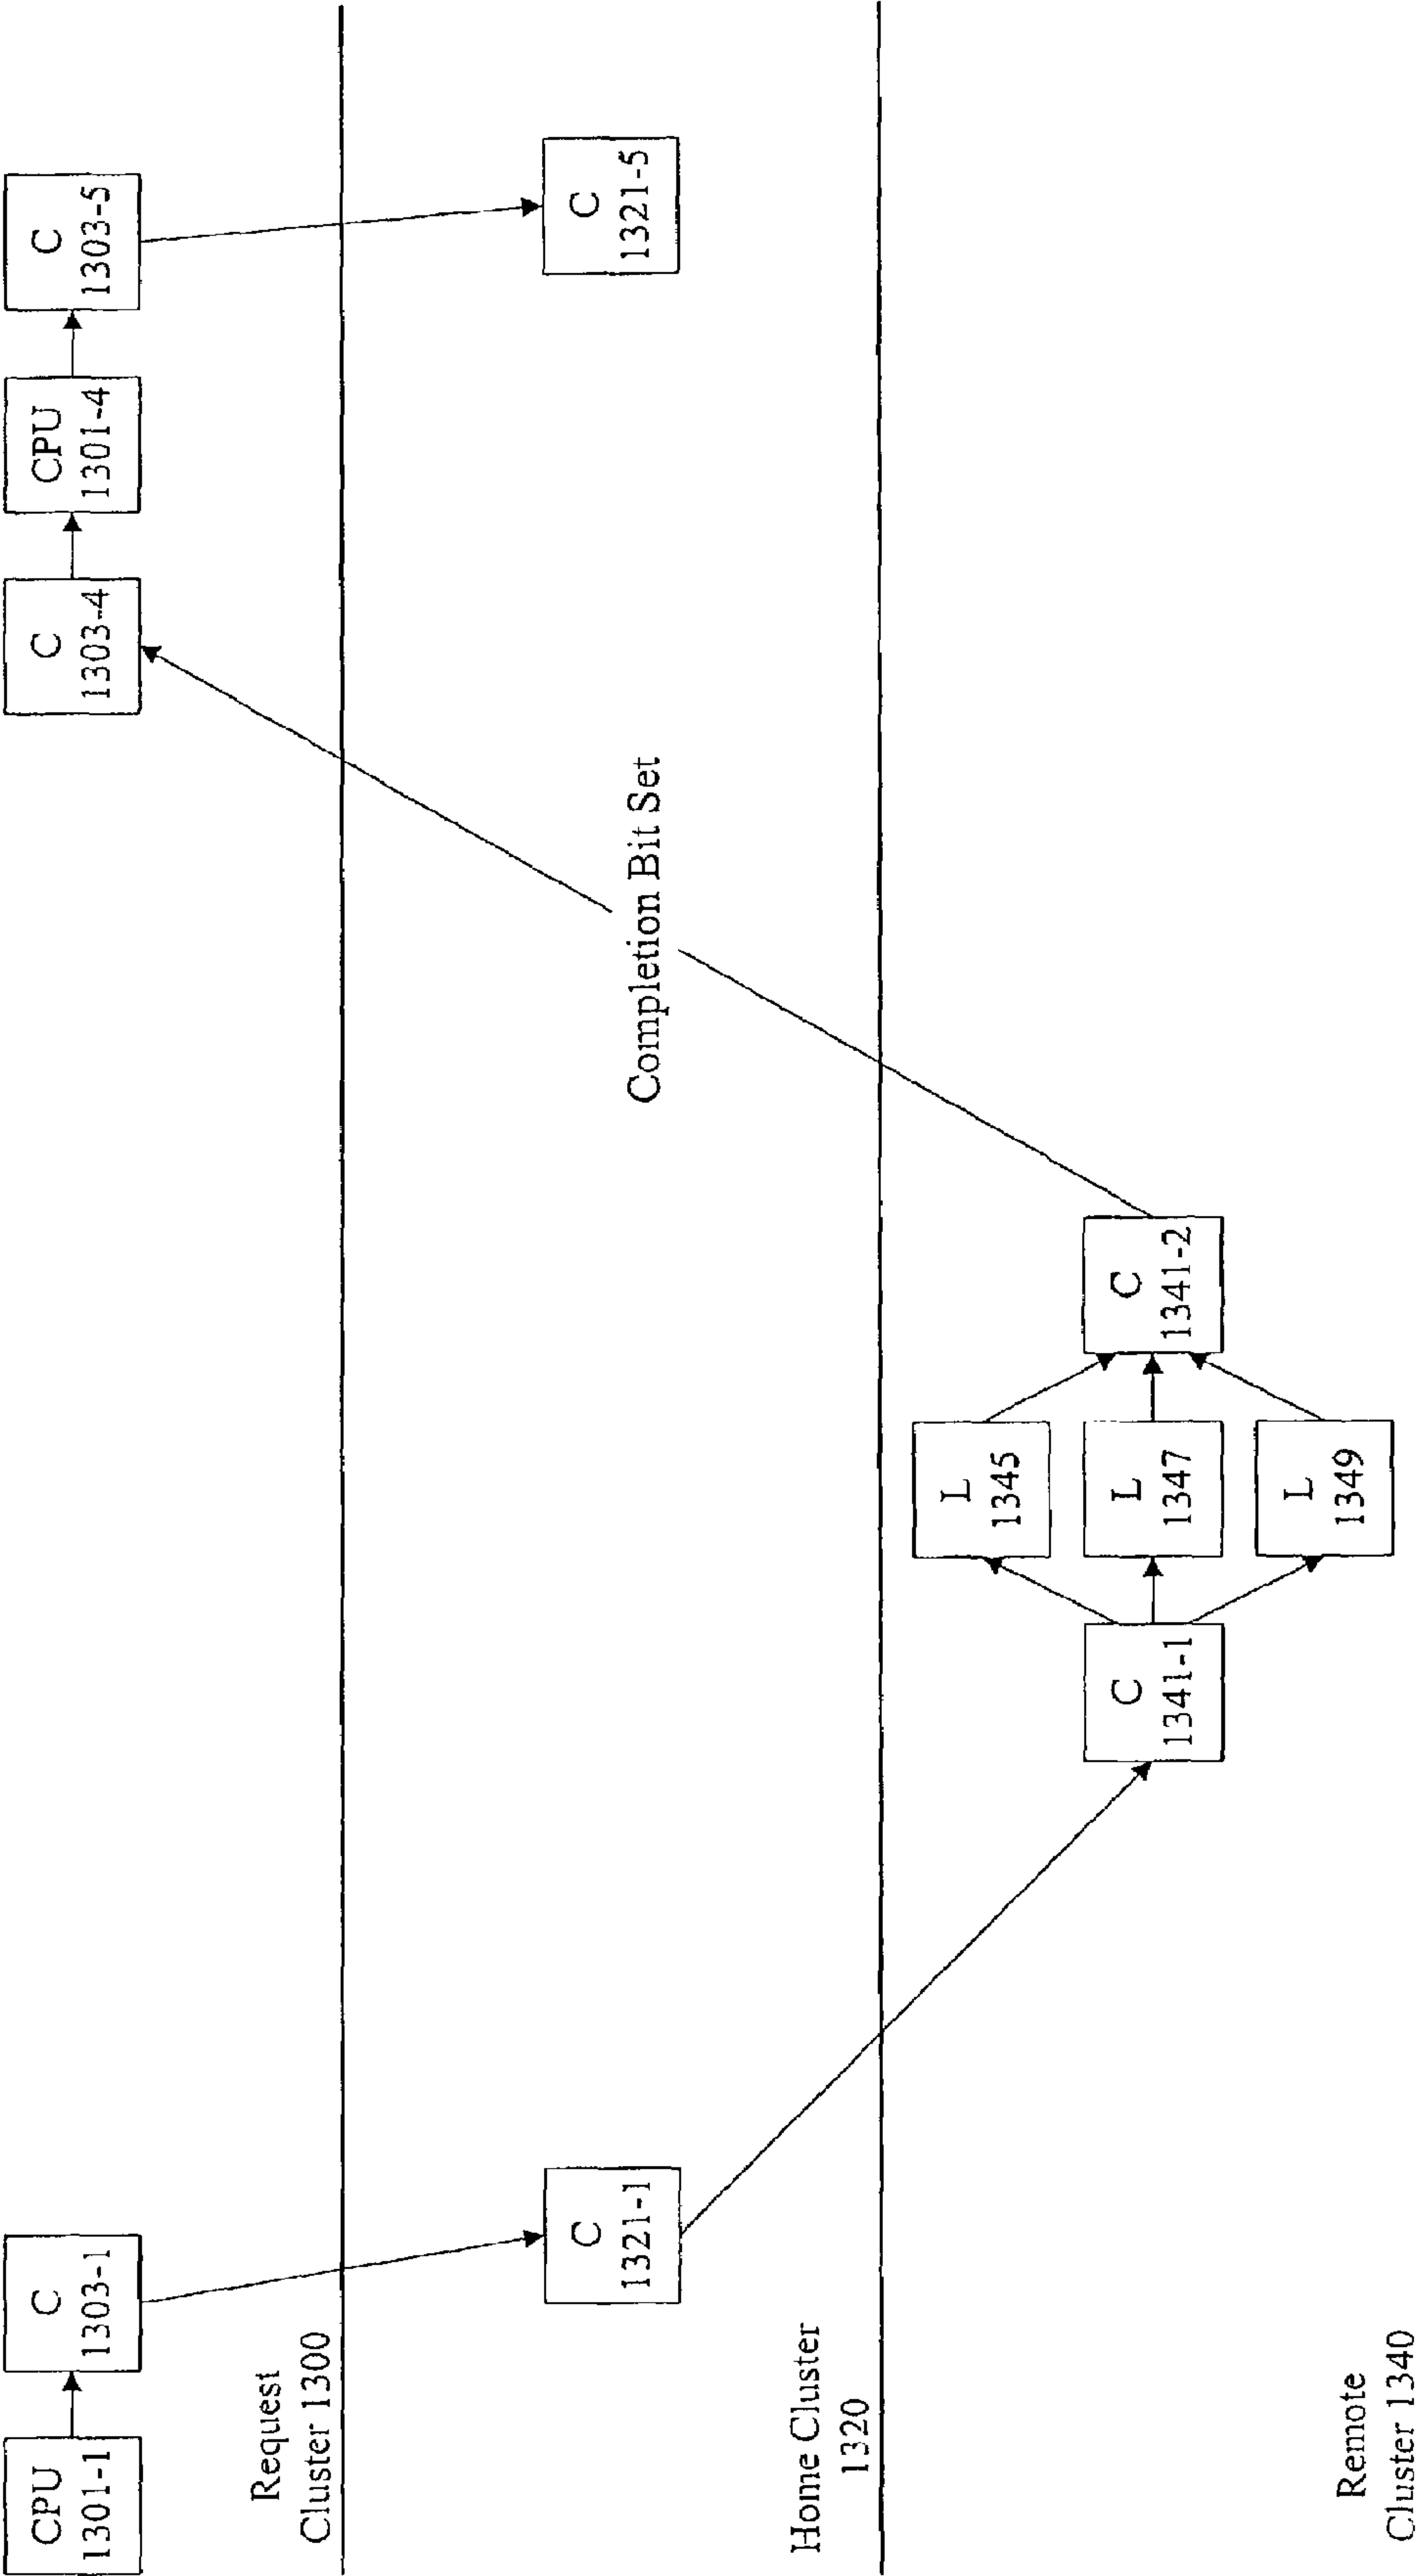 CPU
1301-1
C
1303-1
C
1303-4
CPU
1301-4
C
1303-5
Request
Cluster 1300
C
1321-1
Completion Bit Set
C
1321-5
Home Cluster
1320
C
1341-1
L
1345
L
1347
L
1349
C
1341-2
Remote
Cluster 1340